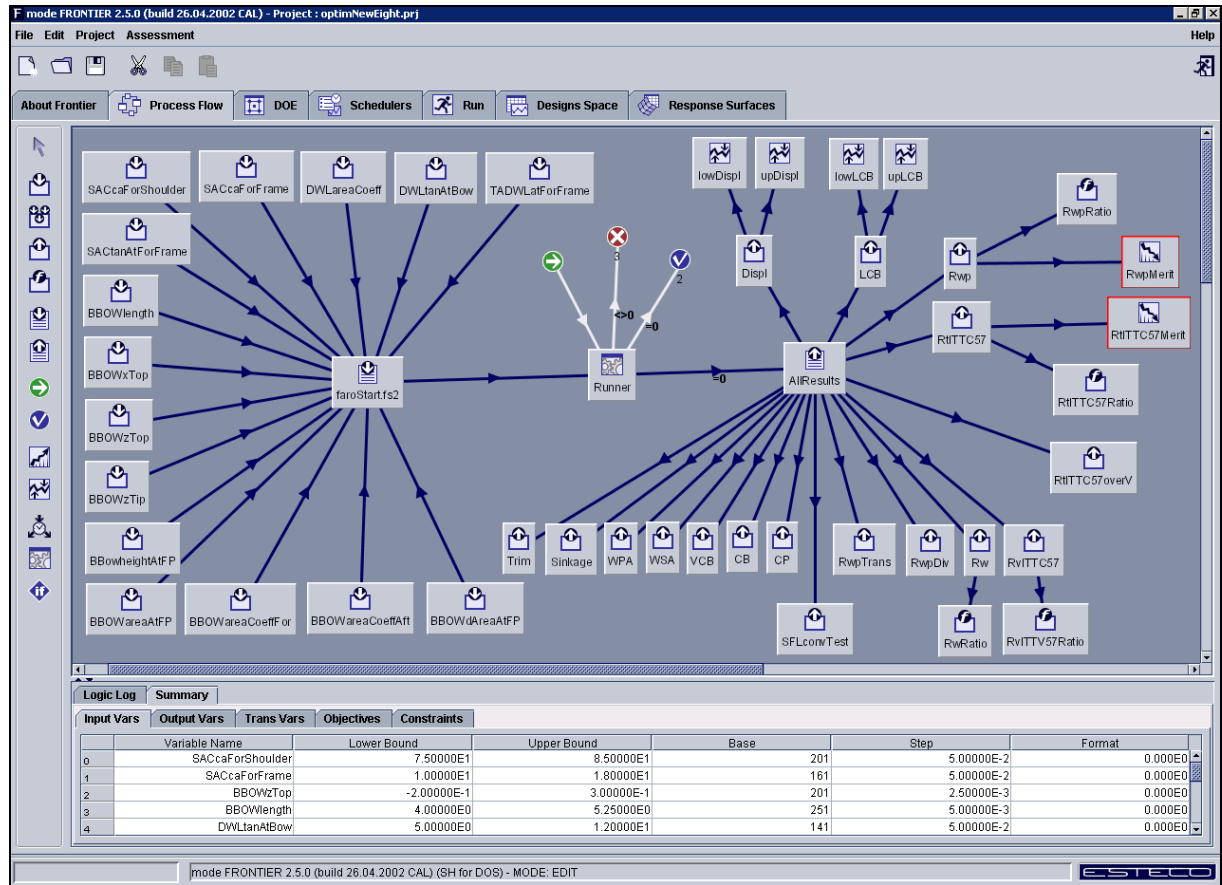 mode FRONTIER 2.5.0 (build 26.04.2002 CAL) - Project : optimNewEight.prj
File Edit Project Assessment Help
About Frontier Process Flow DOE Schedulers Run Designs Space Response Surfaces
SACcaForShoulder SACcaForFrame DWLareaCoeff DWLtanAtBow TADWLatForFrame
lowDispl upDispl lowLCB upLCB
RwpRatio
SACtanAtForFrame
3
2
Displ LCB Rwp RwpMerit
BBOWlength
<>0
=0
RtITTC57 RtITTC57Merit
BBOWxTop
faroStart.fs2 Runner =0 AllResults
RtITTC57Ratio
BBOWzTop
BBOWzTip
RtITTC57overV
BBowheightAtFP
Trim Sinkage WPA WSA VCB CB CP RwpTrans RwpDiv Rw RvITTC57
BBOWareaAtFP BBOWareaCoeffFor BBOWareaCoeffAft BBOWdAreaAtFP
SFLconvTest RwRatio RvITTV57Ratio
Logic Log Summary
Input Vars Output Vars Trans Vars Objectives Constraints
Variable Name Lower Bound Upper Bound Base Step Format
0 SACcaForShoulder 7.50000E1 8.50000E1 201 5.00000E-2 0.000E0
1 SACcaForFrame 1.00000E1 1.80000E1 161 5.00000E-2 0.000E0
2 BBOWzTop -2.00000E-1 3.00000E-1 201 2.50000E-3 0.000E0
3 BBOWlength 4.00000E0 5.25000E0 251 5.00000E-3 0.000E0
4 DWLtanAtBow 5.00000E0 1.20000E1 141 5.00000E-2 0.000E0
mode FRONTIER 2.5.0 (build 26.04.2002 CAL) (SH for DOS) - MODE: EDIT
ESTECO